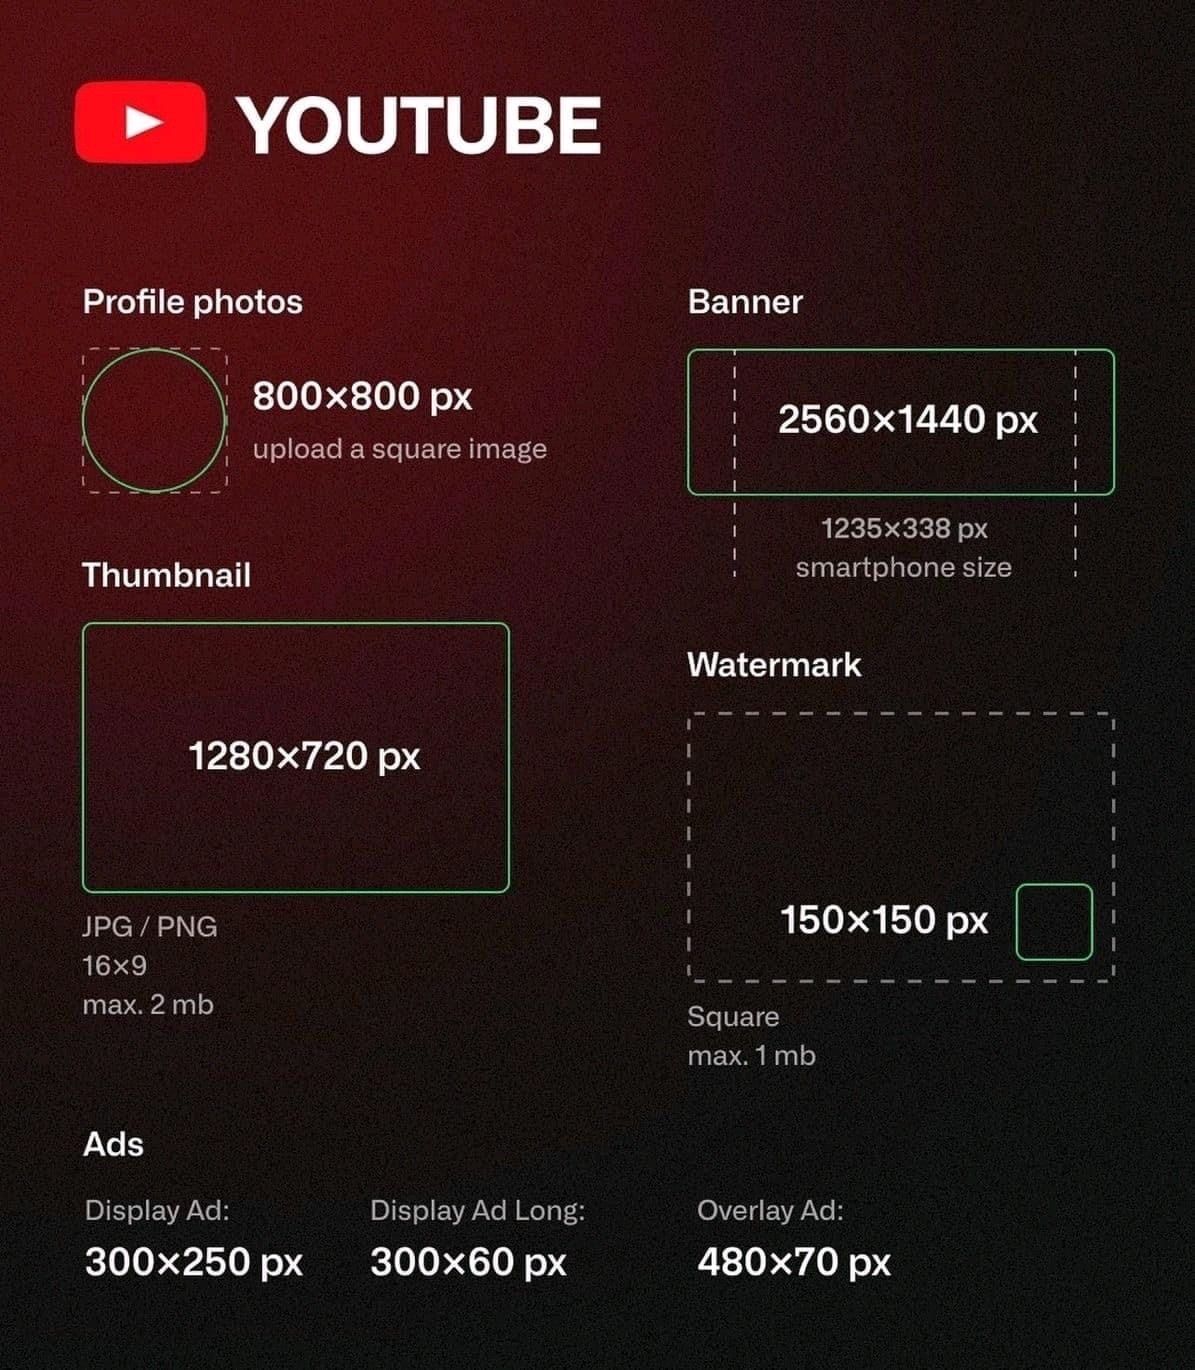 YOUTUBE
Profile photos
800×800 px
upload a square image
Banner
2560×1440 px
1235×338 px
smartphone size
Thumbnail
1280×720 px
JPG / PNG
16×9
max. 2 mb
Watermark
150×150 px
Square
max. 1 mb
Ads
Display Ad:
300×250 px
Display Ad Long:
300×60 px
Overlay Ad:
480×70 px